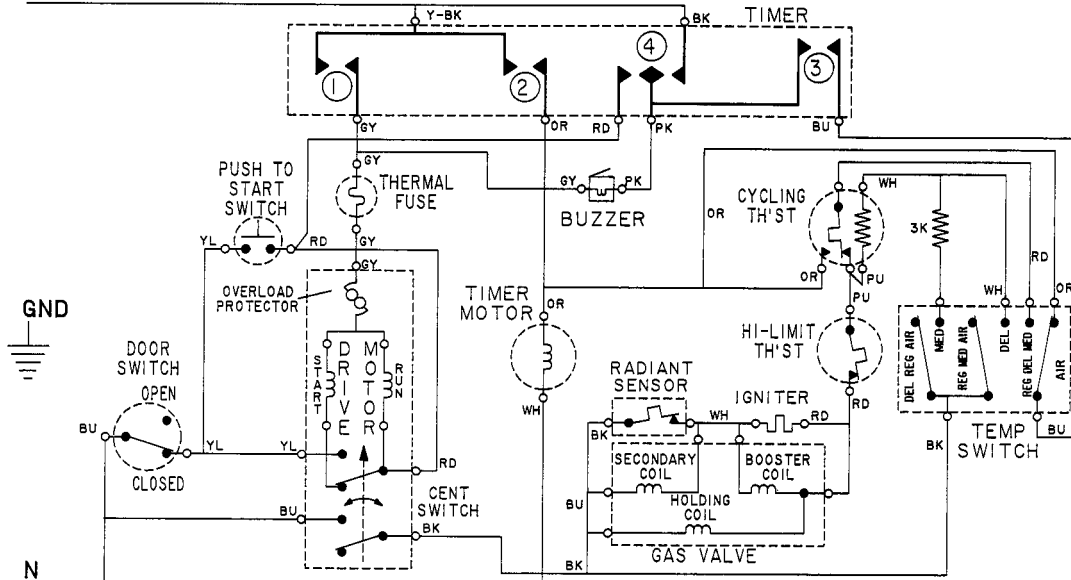 Y-BK
BK
TIMER
4
1
2
3
GY
OR
RD
PK
BU
GY
THERMAL
FUSE
GY
PUSH TO
START
SWITCH
YL
RD
GY
PK
BUZZER
OR
CYCLING
TH'ST
WH
3K
RD
OR
PU
PU
WH
OR
GY
OVERLOAD
PROTECTOR
TIMER
MOTOR
OR
WH
HI-LIMIT
TH'ST
RD
GND
DOOR
SWITCH
OPEN
BU
YL
YL
CLOSED
START
DRIVE
MOTOR
RUN
RD
CENT
SWITCH
BU
BK
RADIANT
SENSOR
BK
WH
IGNITER
RD
SECONDARY
COIL
BOOSTER
COIL
HOLDING
COIL
BU
BK
GAS VALVE
DEL REG AIR
MED
REG MED AIR
DEL
REG DEL MED
AIR
BK
TEMP
SWITCH
BU
N